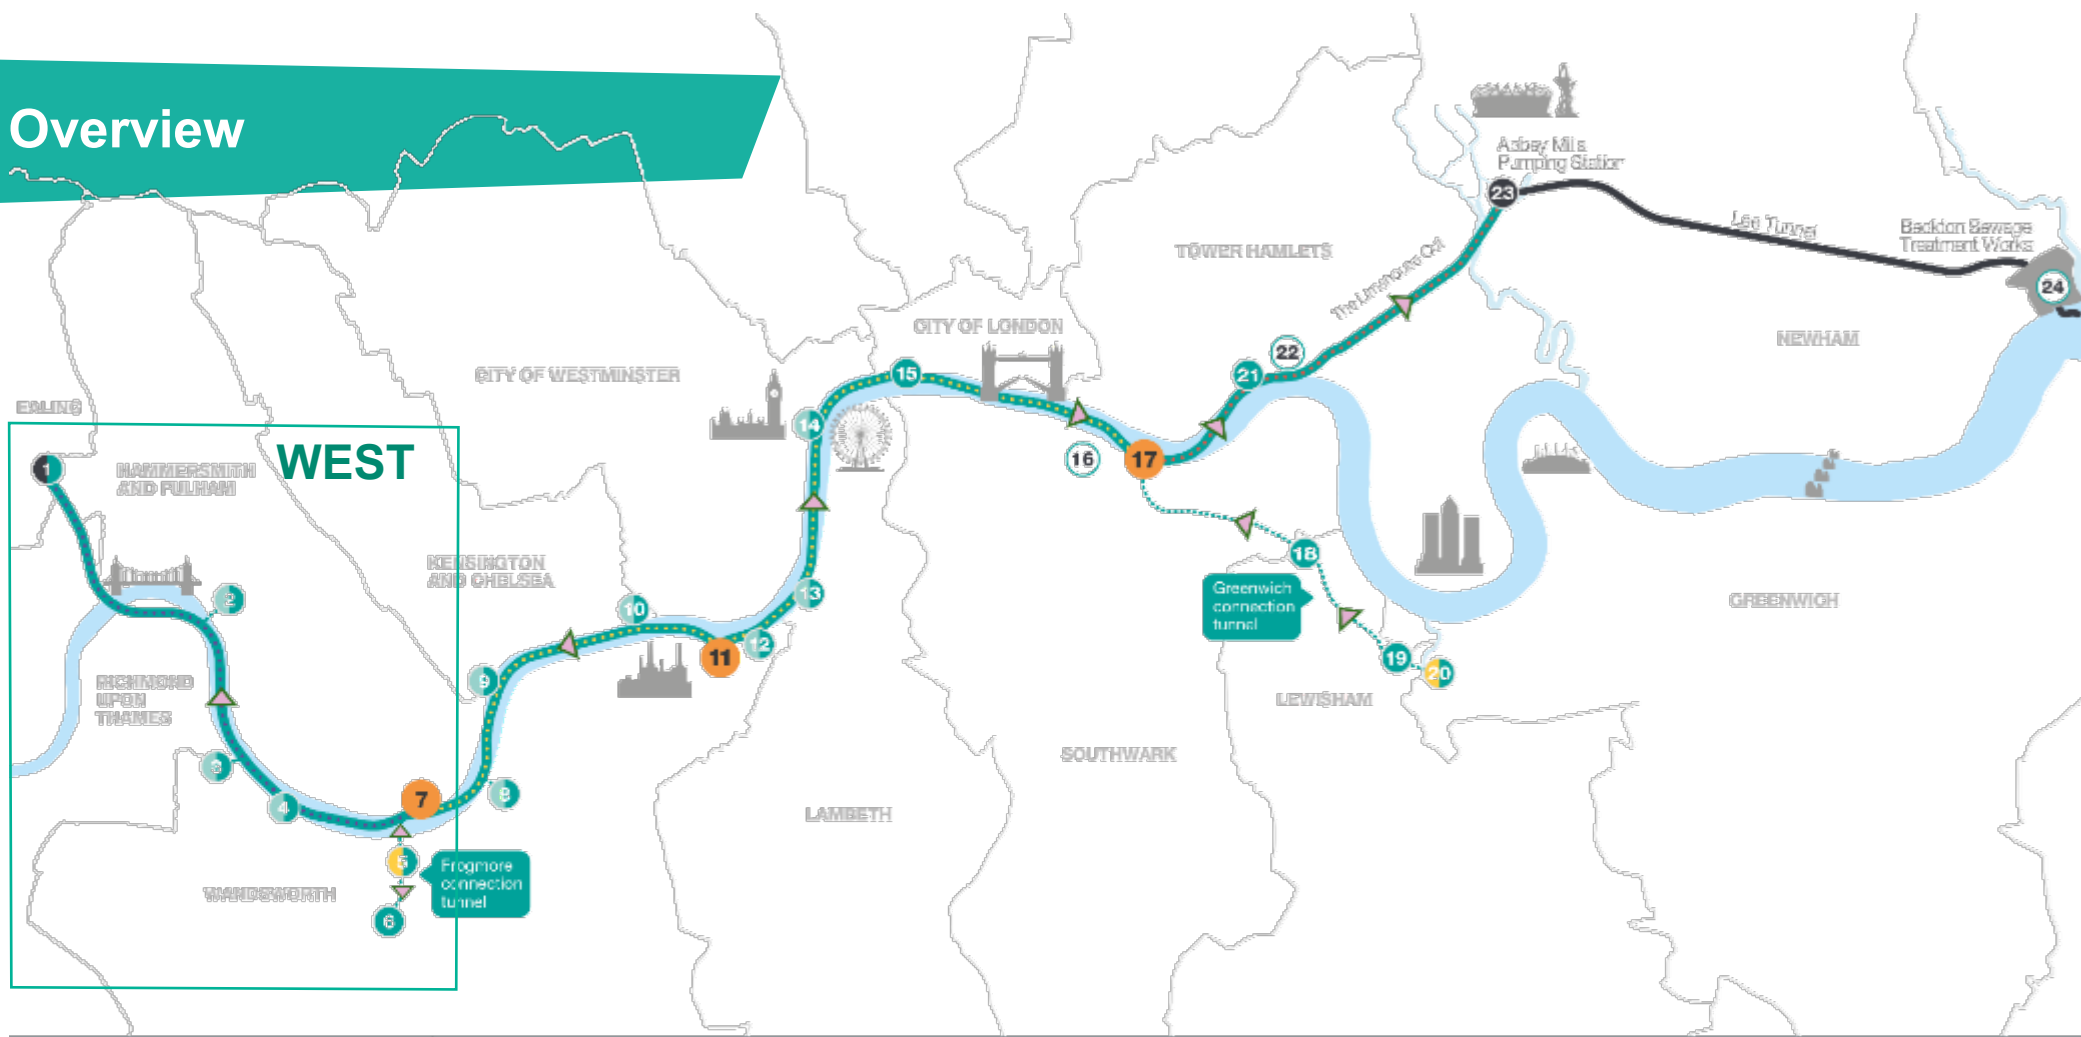 Overview
Abbey Mills
Pumping Station
23
Lee Tunnel
Beckton Sewage
Treatment Works
24
TOWER HAMLETS
The Limehouse Cut
CITY OF LONDON
NEWHAM
CITY OF WESTMINSTER
15
21
22
EALING
WEST
14
1
HAMMERSMITH
AND FULHAM
16
17
KENSINGTON
AND CHELSEA
18
Greenwich
connection
tunnel
2
10
13
GREENWICH
12
11
19
20
9
RICHMOND
UPON
THAMES
LEWISHAM
SOUTHWARK
3
4
7
8
LAMBETH
5
Frogmore
connection
tunnel
WANDSWORTH
6